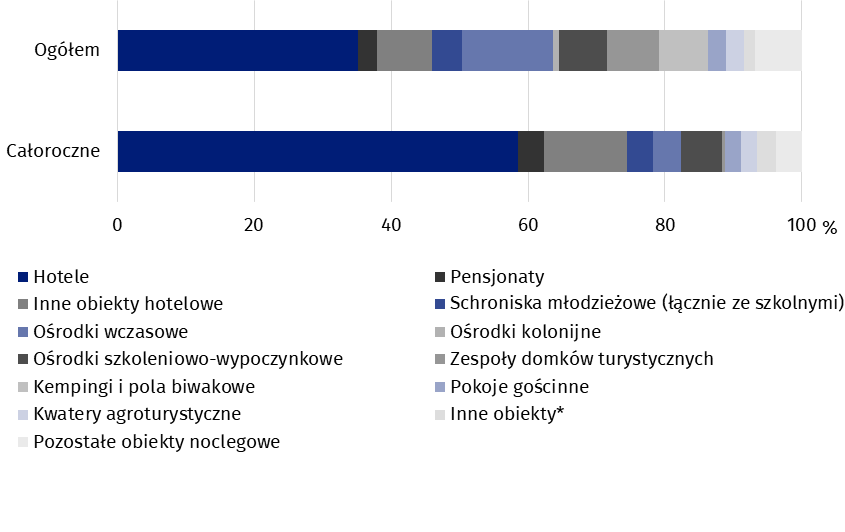 Ogółem
Całoroczne
0 20 40 60 80 100 %
Hotele
Pensjonaty
Inne obiekty hotelowe
Schroniska młodzieżowe (łącznie ze szkolnymi)
Ośrodki wczasowe
Ośrodki kolonijne
Ośrodki szkoleniowo-wypoczynkowe
Zespoły domków turystycznych
Kempingi i pola biwakowe
Pokoje gościnne
Kwatery agroturystyczne
Inne obiekty*
Pozostałe obiekty noclegowe